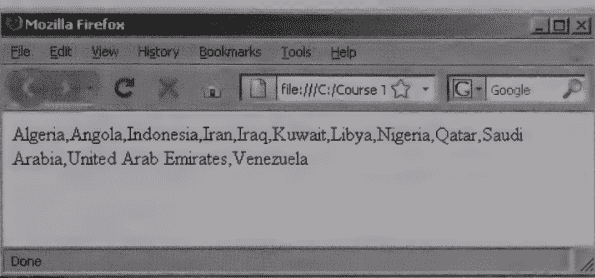 Mozilla Firefox
File Edit View History Bookmarks Tools Help
file:///C:/Course 1 G Google
Algeria,Angola,Indonesia,Iran,Iraq,Kuwait,Libya,Nigeria,Qatar,Saudi
Arabia,United Arab Emirates,Venezuela
Done